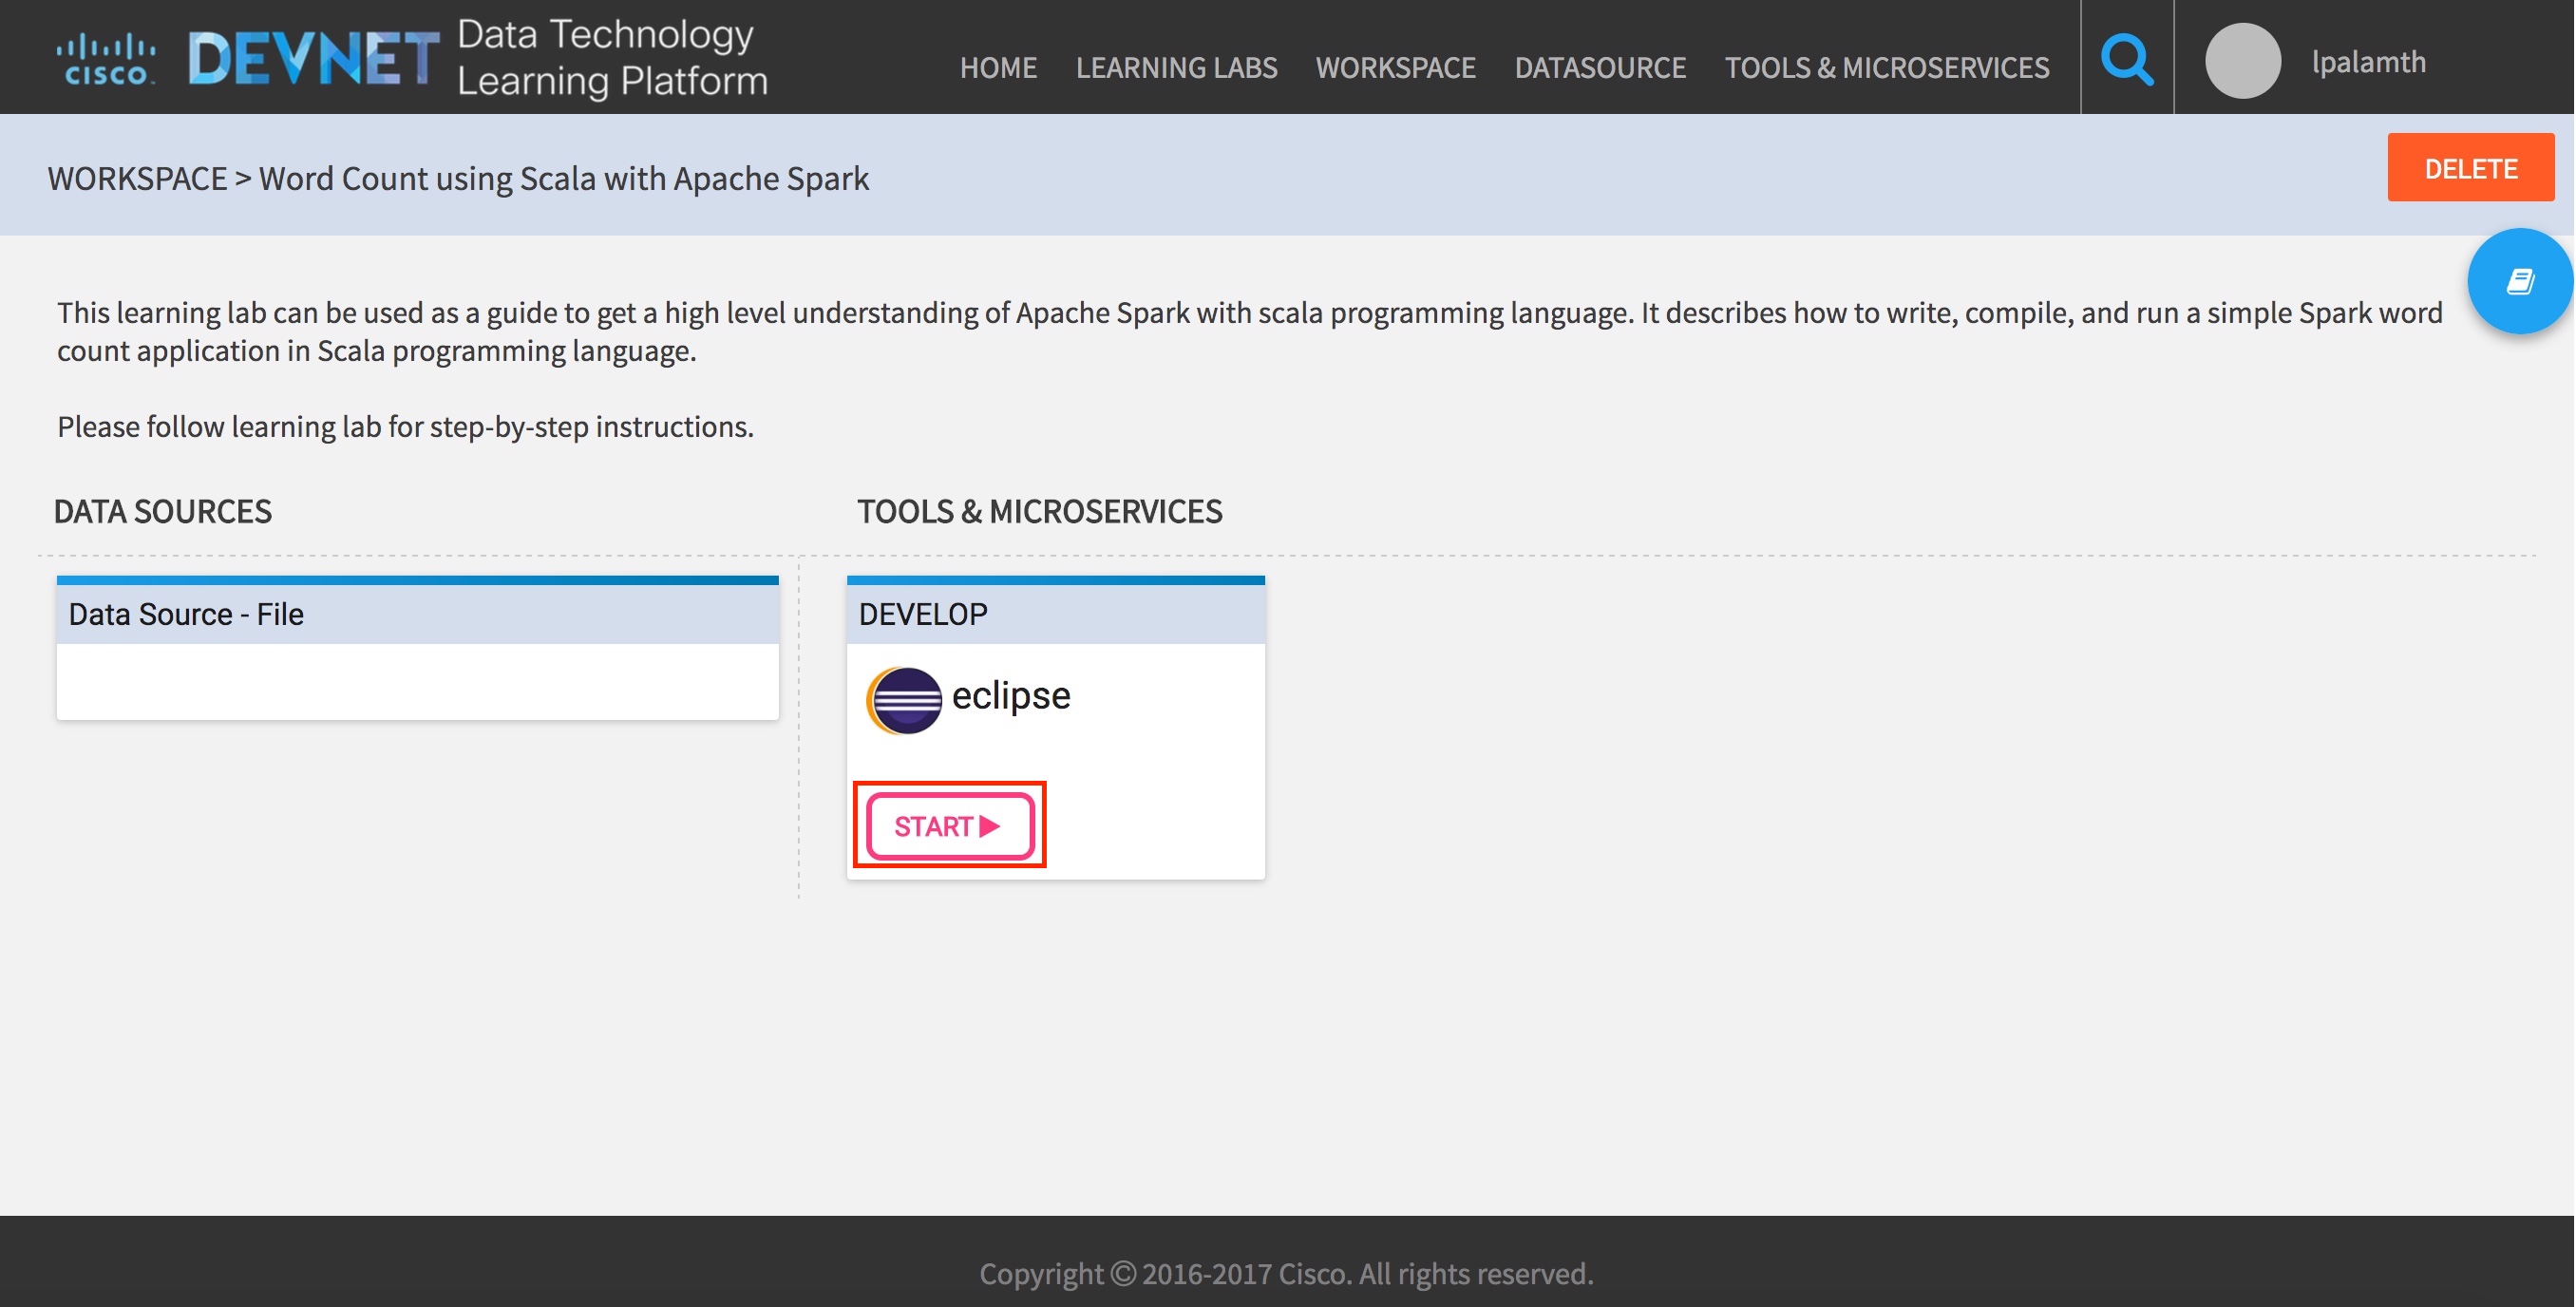 CISCO DEVNET Data Technology
Learning Platform
HOME LEARNING LABS WORKSPACE DATASOURCE TOOLS & MICROSERVICES lpalamth
WORKSPACE > Word Count using Scala with Apache Spark
DELETE
This learning lab can be used as a guide to get a high level understanding of Apache Spark with scala programming language. It describes how to write, compile, and run a simple Spark word
count application in Scala programming language.
Please follow learning lab for step-by-step instructions.
DATA SOURCES
TOOLS & MICROSERVICES
Data Source - File
DEVELOP
eclipse
START
Copyright © 2016-2017 Cisco. All rights reserved.